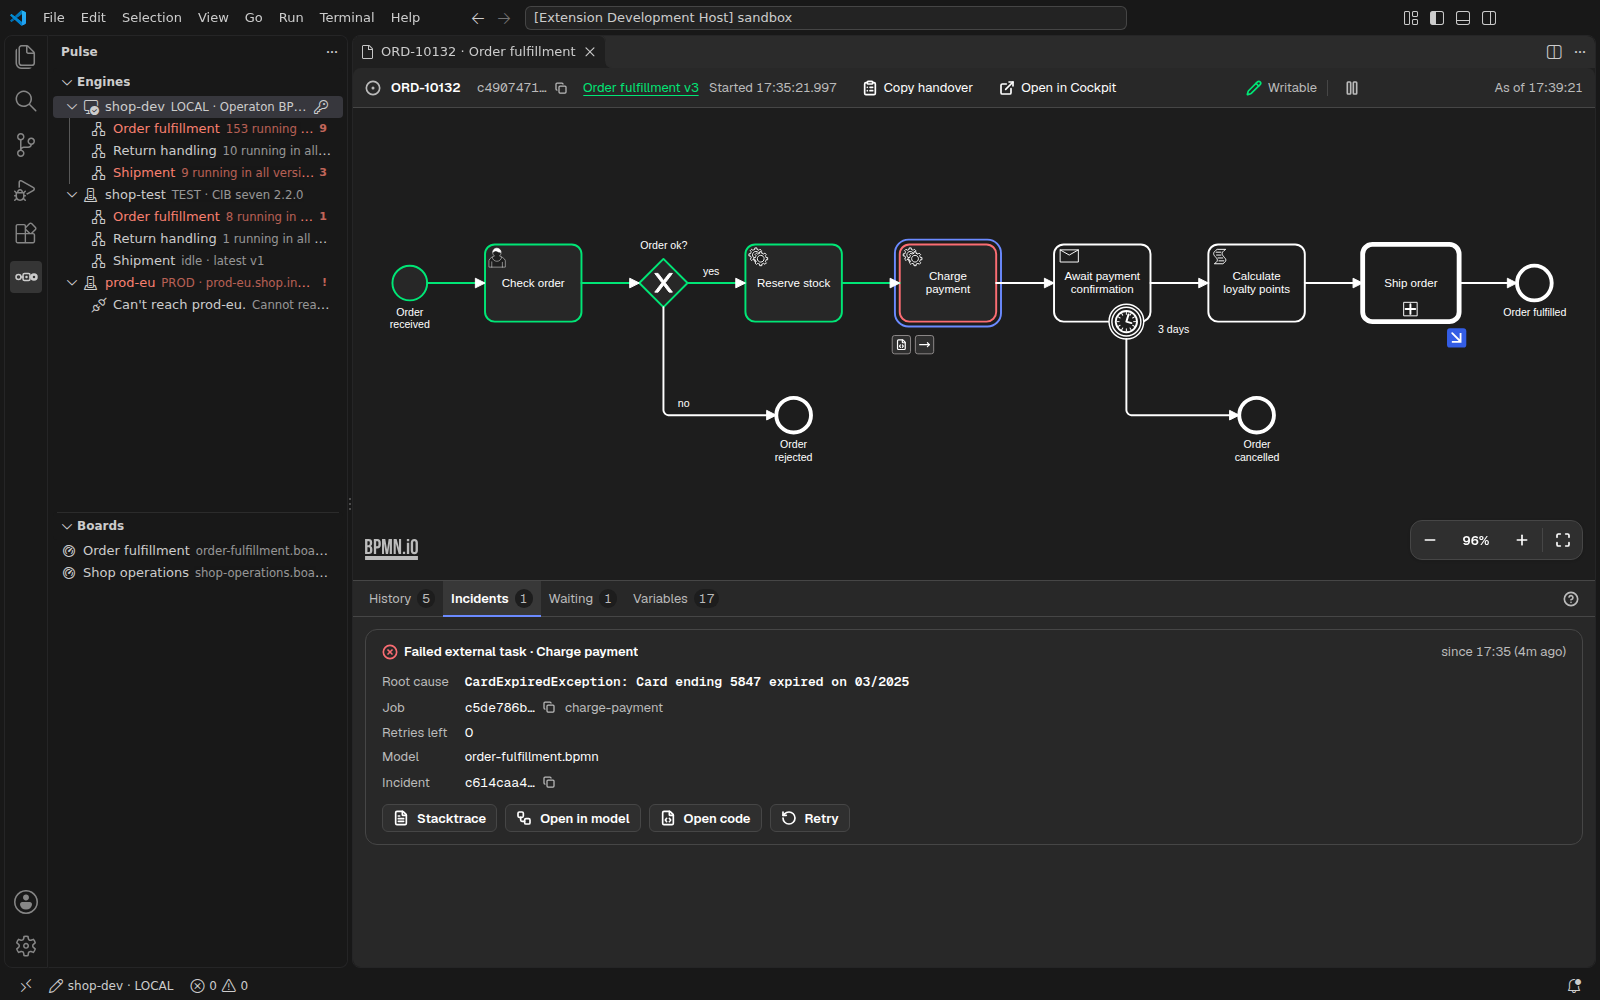 File Edit Selection View Go Run Terminal Help
[Extension Development Host] sandbox
Pulse
Engines
shop-dev LOCAL · Operaton BP…
Order fulfillment 153 running … 9
Return handling 10 running in all…
Shipment 9 running in all versi… 3
shop-test TEST · CIB seven 2.2.0
Order fulfillment 8 running in … 1
Return handling 1 running in all …
Shipment idle · latest v1
prod-eu PROD · prod-eu.shop.in… !
Can't reach prod-eu. Cannot rea…
Boards
Order fulfillment order-fulfillment.boa…
Shop operations shop-operations.boa…
ORD-10132 · Order fulfillment
ORD-10132 c4907471… Order fulfillment v3 Started 17:35:21.997 Copy handover Open in Cockpit Writable As of 17:39:21
Order received
Check order
Order ok?
yes
no
Reserve stock
Charge payment
Await payment confirmation
3 days
Calculate loyalty points
Ship order
Order fulfilled
Order rejected
Order cancelled
BPMN.iO
96%
History 5 Incidents 1 Waiting 1 Variables 17
Failed external task · Charge payment since 17:35 (4m ago)
Root cause CardExpiredException: Card ending 5847 expired on 03/2025
Job c5de786b… charge-payment
Retries left 0
Model order-fulfillment.bpmn
Incident c614caa4…
Stacktrace Open in model Open code Retry
shop-dev · LOCAL 0 0